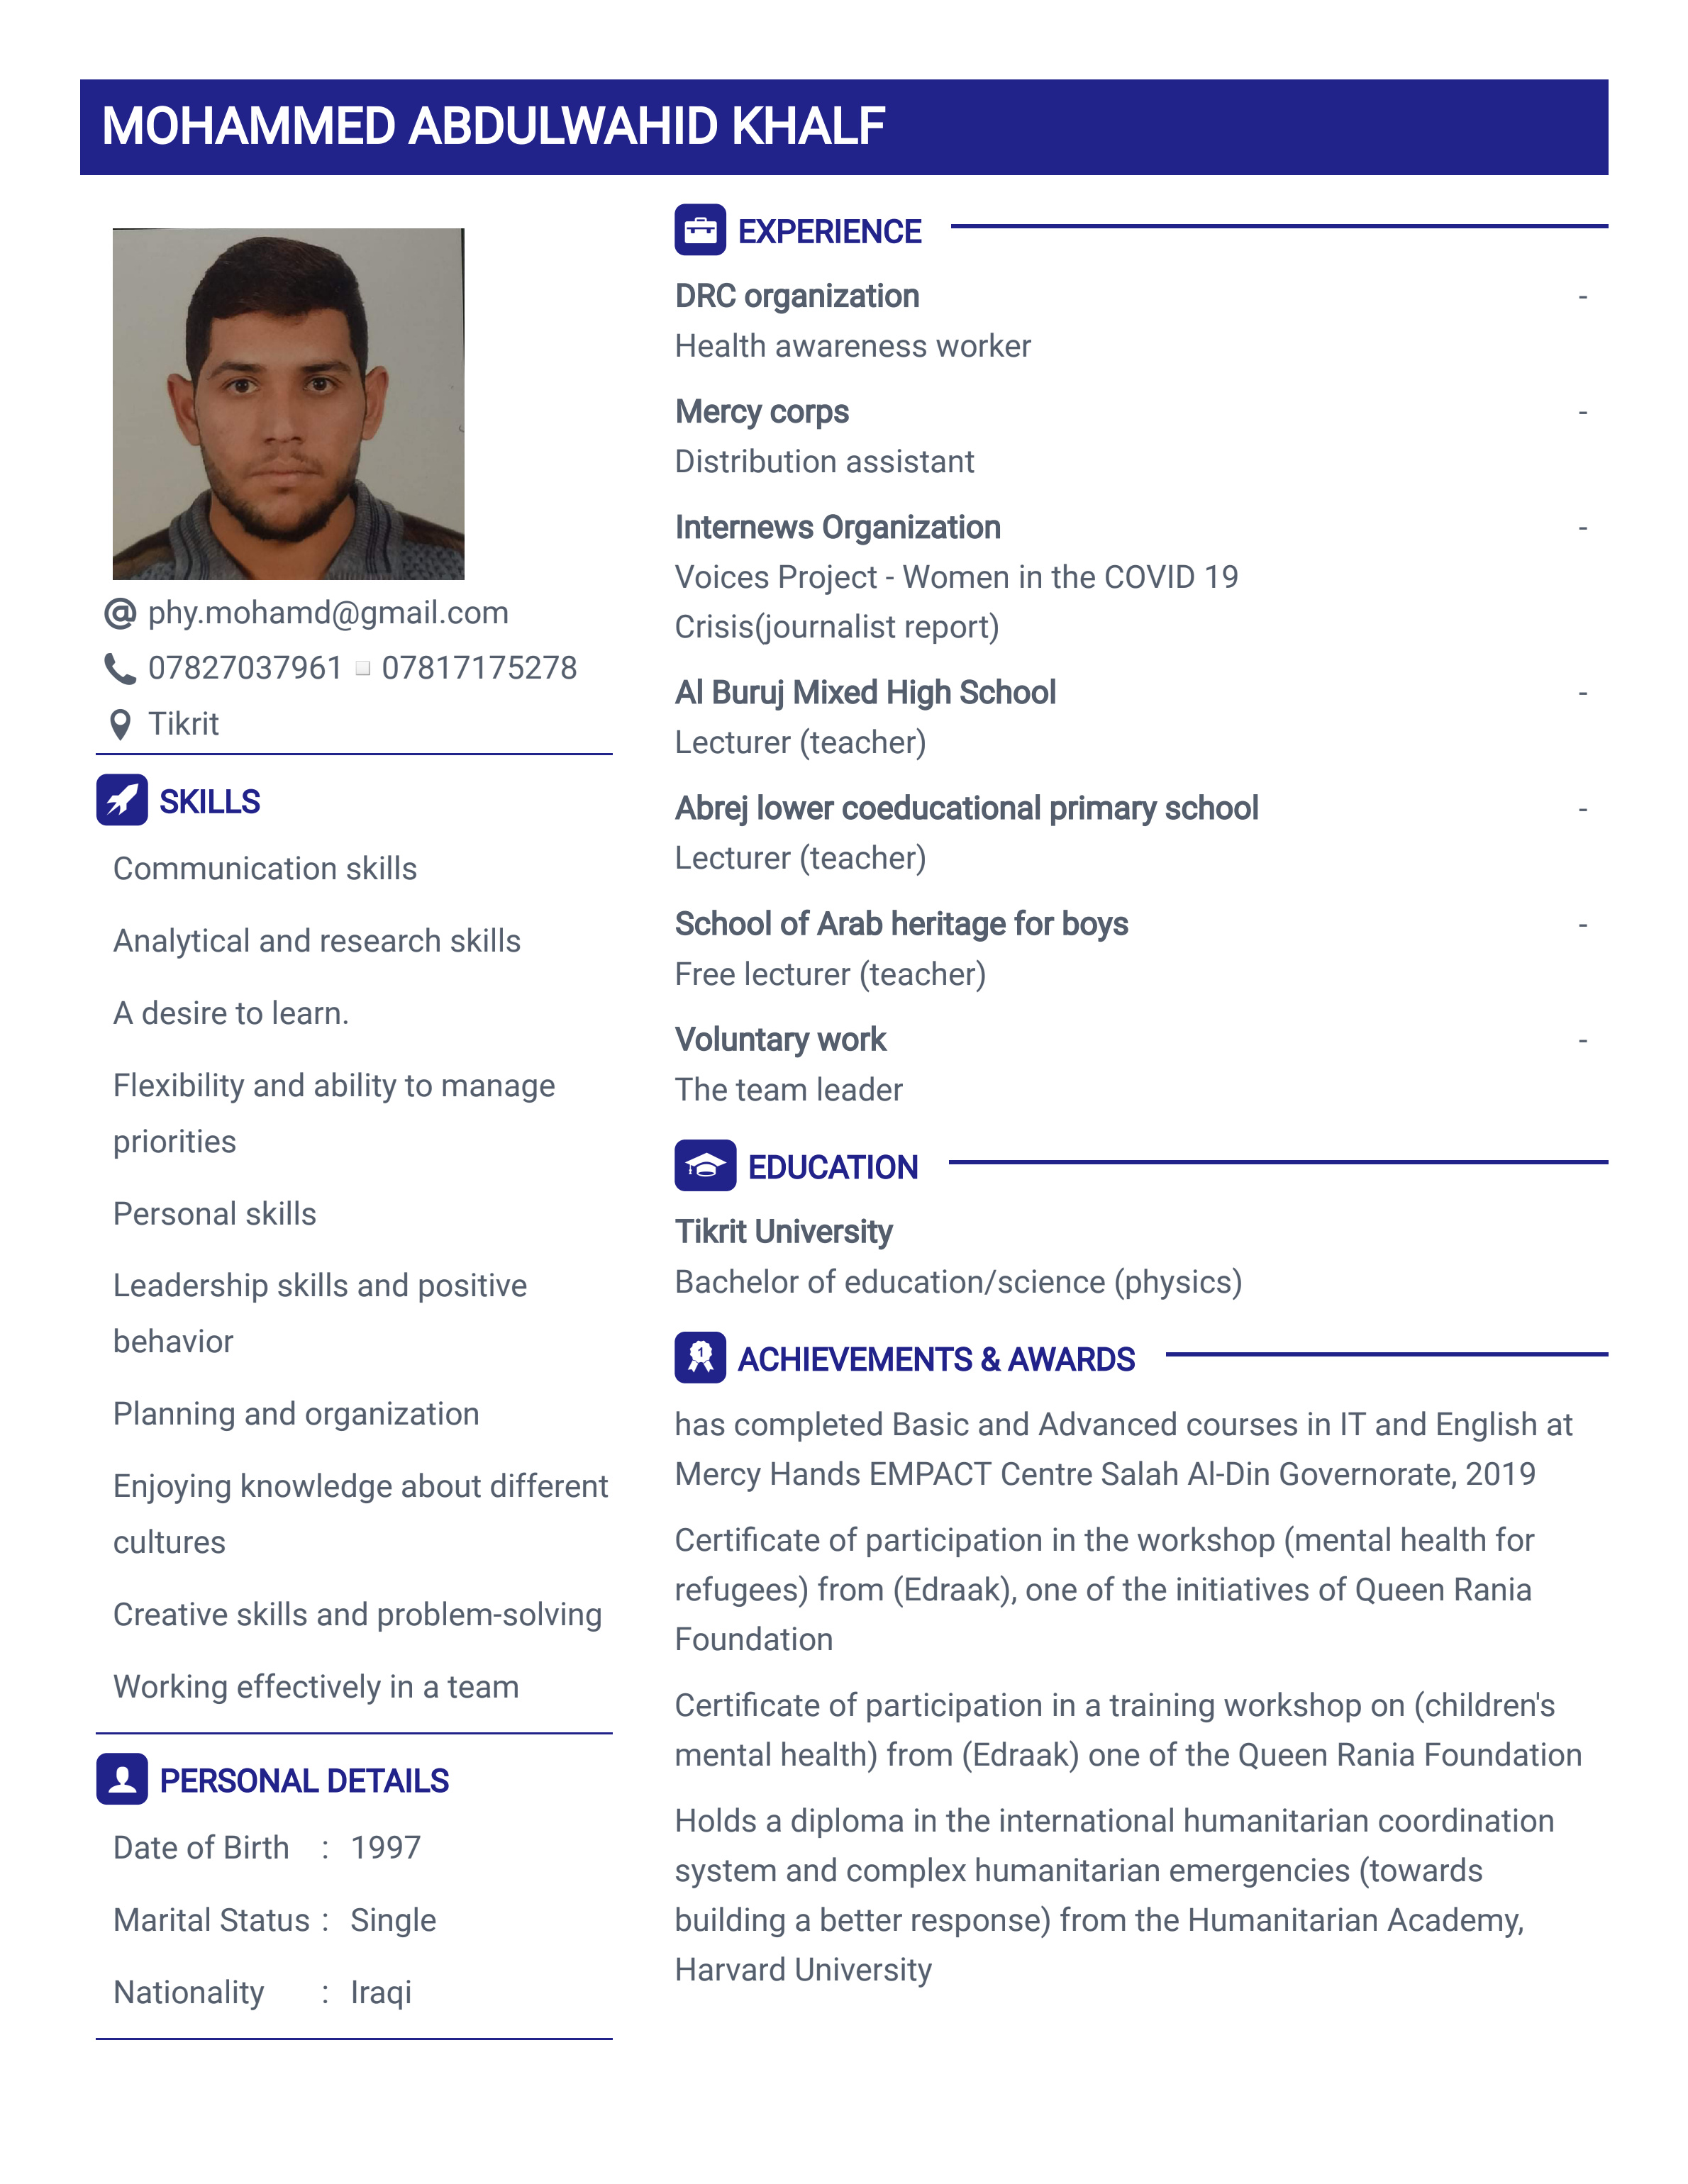 MOHAMMED ABDULWAHID KHALF
@ phy.mohamd@gmail.com
07827037961 ▫ 07817175278
Tikrit
SKILLS
Communication skills
Analytical and research skills
A desire to learn.
Flexibility and ability to manage
priorities
Personal skills
Leadership skills and positive
behavior
Planning and organization
Enjoying knowledge about different
cultures
Creative skills and problem-solving
Working effectively in a team
PERSONAL DETAILS
Date of Birth : 1997
Marital Status : Single
Nationality : Iraqi
EXPERIENCE
DRC organization -
Health awareness worker
Mercy corps -
Distribution assistant
Internews Organization -
Voices Project - Women in the COVID 19
Crisis(journalist report)
Al Buruj Mixed High School -
Lecturer (teacher)
Abrej lower coeducational primary school -
Lecturer (teacher)
School of Arab heritage for boys -
Free lecturer (teacher)
Voluntary work -
The team leader
EDUCATION
Tikrit University
Bachelor of education/science (physics)
1
ACHIEVEMENTS & AWARDS
has completed Basic and Advanced courses in IT and English at
Mercy Hands EMPACT Centre Salah Al-Din Governorate, 2019
Certificate of participation in the workshop (mental health for
refugees) from (Edraak), one of the initiatives of Queen Rania
Foundation
Certificate of participation in a training workshop on (children's
mental health) from (Edraak) one of the Queen Rania Foundation
Holds a diploma in the international humanitarian coordination
system and complex humanitarian emergencies (towards
building a better response) from the Humanitarian Academy,
Harvard University